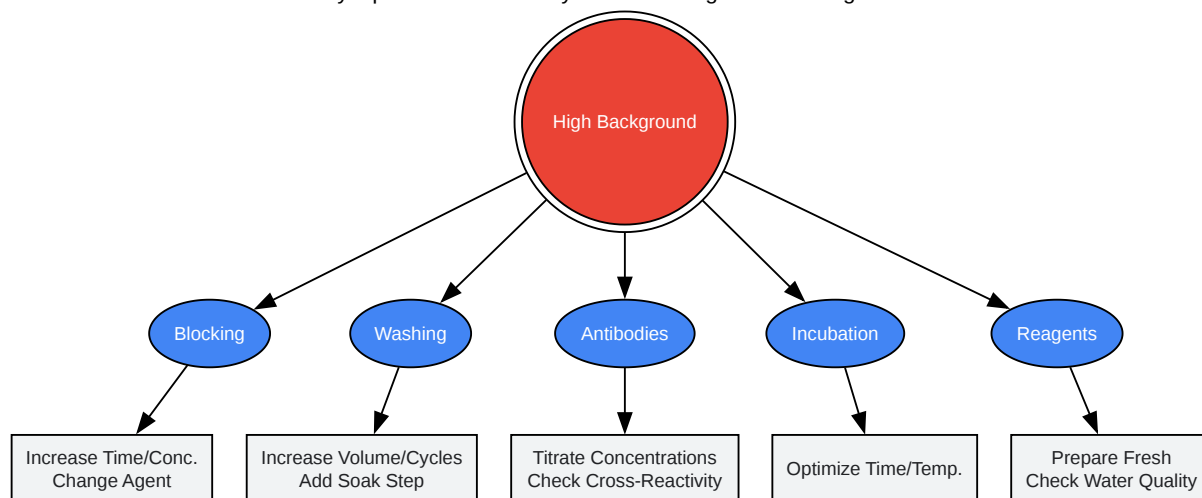 High Background
Blocking
Washing
Antibodies
Incubation
Reagents
Increase Time/Conc.
Change Agent
Increase Volume/Cycles
Add Soak Step
Titrate Concentrations
Check Cross-Reactivity
Optimize Time/Temp.
Prepare Fresh
Check Water Quality